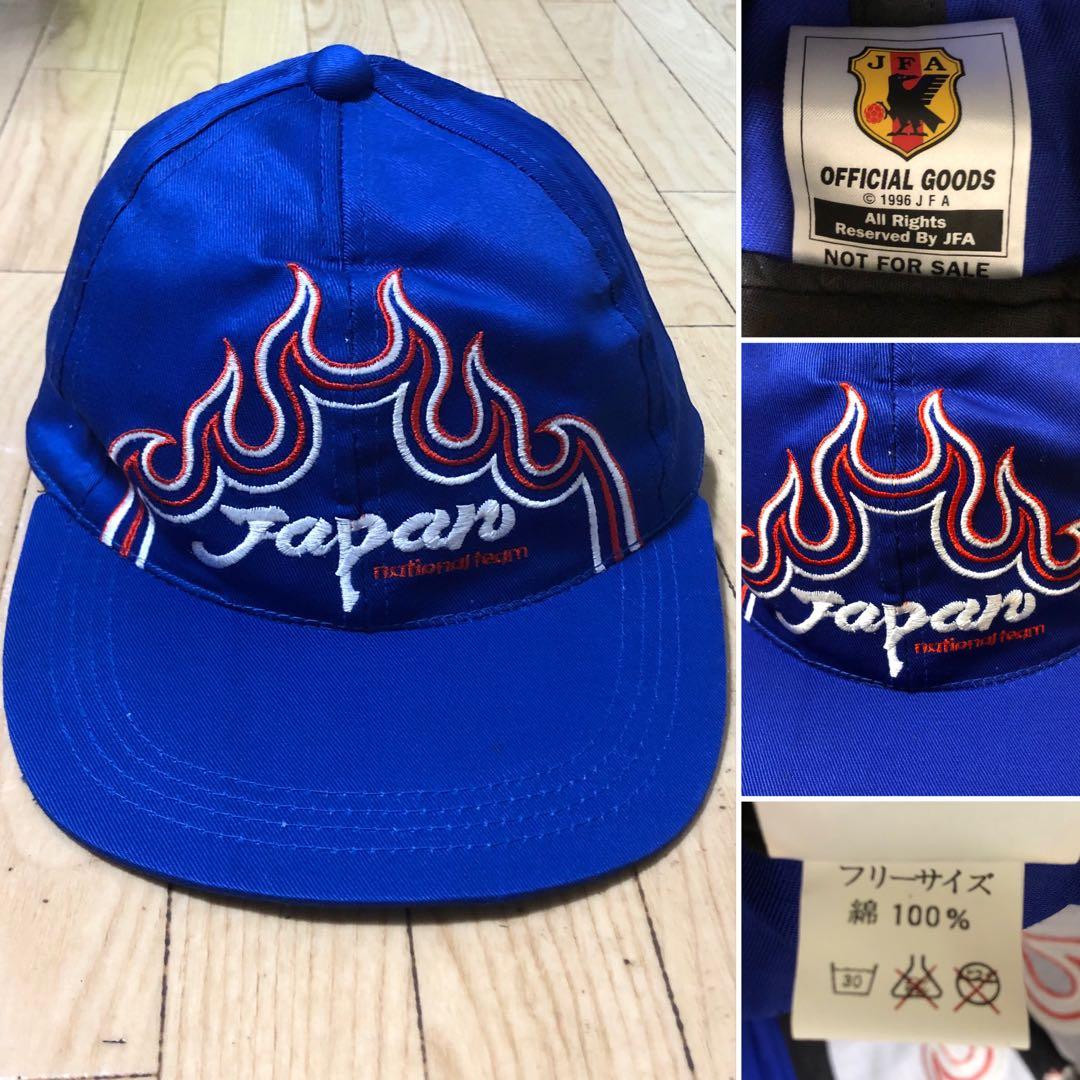 Japan
national team
JFA
OFFICIAL GOODS
© 1996 JFA
All Rights
Reserved By JFA
NOT FOR SALE
Japan
national team
フリーサイズ
綿 100%
30